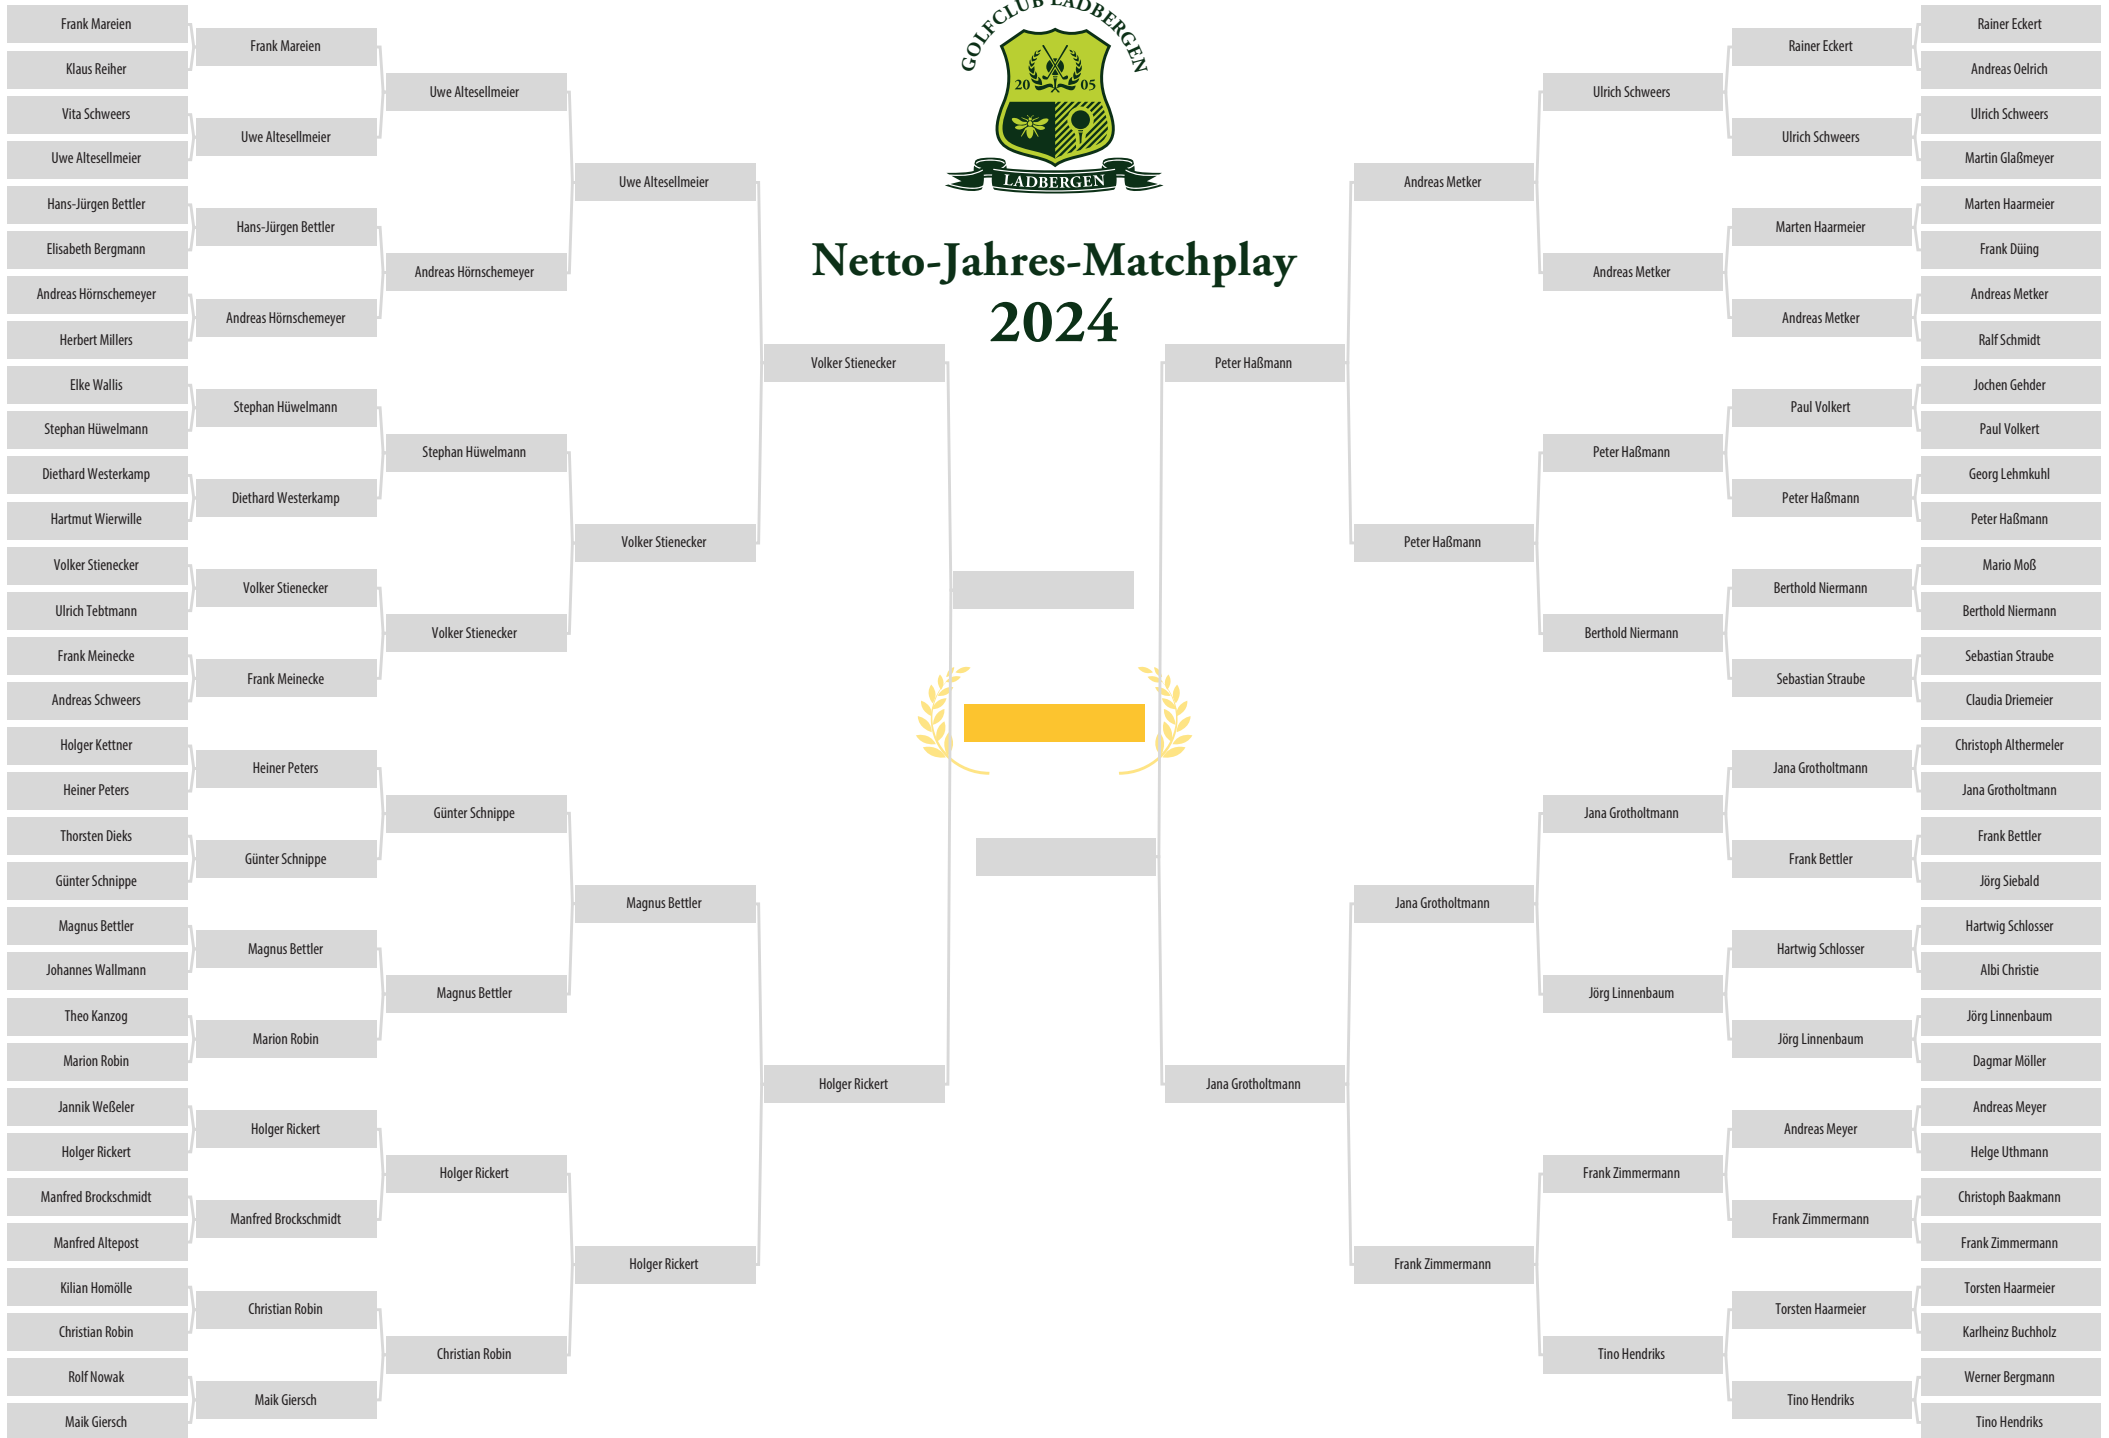 GOLFCLUB LADBERGEN
20 05
LADBERGEN
Netto-Jahres-Matchplay
2024
Frank Mareien
Klaus Reiher
Vita Schweers
Uwe Altesellmeier
Hans-Jürgen Bettler
Elisabeth Bergmann
Andreas Hörnschemeyer
Herbert Millers
Elke Wallis
Stephan Hüwelmann
Diethard Westerkamp
Hartmut Wierwille
Volker Stienecker
Ulrich Tebtmann
Frank Meinecke
Andreas Schweers
Holger Kettner
Heiner Peters
Thorsten Dieks
Günter Schnippe
Magnus Bettler
Johannes Wallmann
Theo Kanzog
Marion Robin
Jannik Weßeler
Holger Rickert
Manfred Brockschmidt
Manfred Altepost
Kilian Homölle
Christian Robin
Rolf Nowak
Maik Giersch
Frank Mareien
Uwe Altesellmeier
Hans-Jürgen Bettler
Andreas Hörnschemeyer
Stephan Hüwelmann
Diethard Westerkamp
Volker Stienecker
Frank Meinecke
Heiner Peters
Günter Schnippe
Magnus Bettler
Marion Robin
Holger Rickert
Manfred Brockschmidt
Christian Robin
Maik Giersch
Uwe Altesellmeier
Andreas Hörnschemeyer
Stephan Hüwelmann
Volker Stienecker
Günter Schnippe
Magnus Bettler
Holger Rickert
Christian Robin
Uwe Altesellmeier
Volker Stienecker
Magnus Bettler
Holger Rickert
Volker Stienecker
Holger Rickert
Peter Haßmann
Jana Grotholtmann
Andreas Metker
Peter Haßmann
Jana Grotholtmann
Frank Zimmermann
Ulrich Schweers
Andreas Metker
Peter Haßmann
Berthold Niermann
Jana Grotholtmann
Jörg Linnenbaum
Frank Zimmermann
Tino Hendriks
Rainer Eckert
Ulrich Schweers
Marten Haarmeier
Andreas Metker
Paul Volkert
Peter Haßmann
Berthold Niermann
Sebastian Straube
Jana Grotholtmann
Frank Bettler
Hartwig Schlosser
Jörg Linnenbaum
Andreas Meyer
Frank Zimmermann
Torsten Haarmeier
Tino Hendriks
Rainer Eckert
Andreas Oelrich
Ulrich Schweers
Martin Glaßmeyer
Marten Haarmeier
Frank Düing
Andreas Metker
Ralf Schmidt
Jochen Gehder
Paul Volkert
Georg Lehmkuhl
Peter Haßmann
Mario Moß
Berthold Niermann
Sebastian Straube
Claudia Driemeier
Christoph Althermeler
Jana Grotholtmann
Frank Bettler
Jörg Siebald
Hartwig Schlosser
Albi Christie
Jörg Linnenbaum
Dagmar Möller
Andreas Meyer
Helge Uthmann
Christoph Baakmann
Frank Zimmermann
Torsten Haarmeier
Karlheinz Buchholz
Werner Bergmann
Tino Hendriks